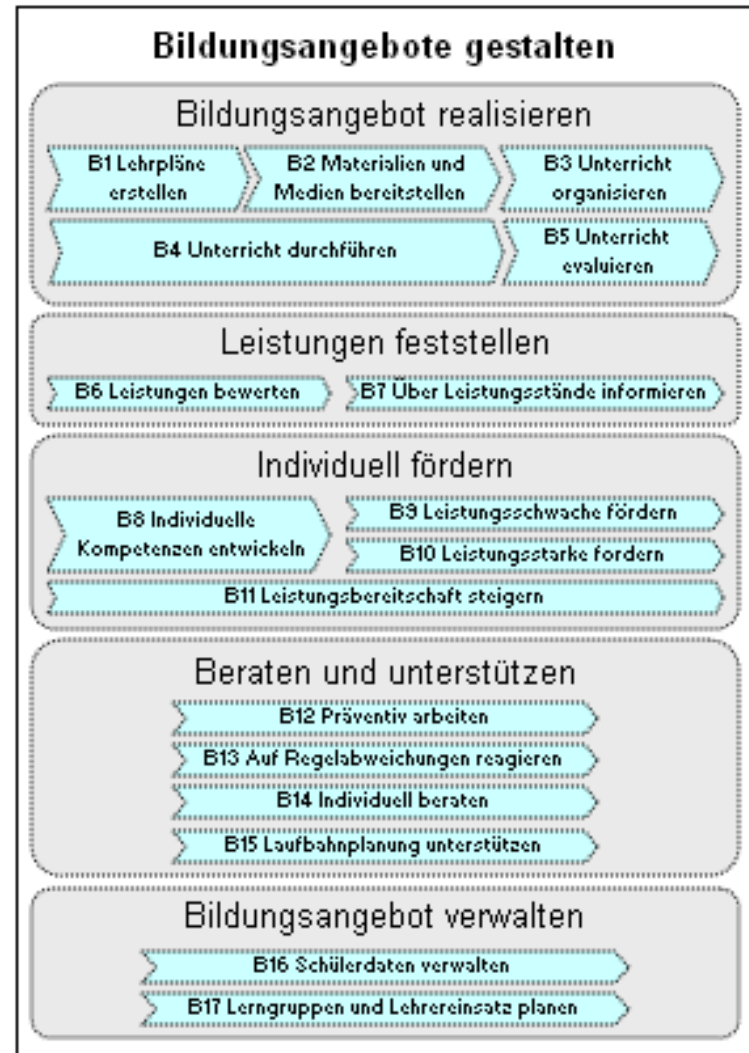 Bildungsangebote gestalten
Bildungsangebot realisieren
B1 Lehrpläne
erstellen
B2 Materialien und
Medien bereitstellen
B3 Unterricht
organisieren
B4 Unterricht durchführen
B5 Unterricht
evaluieren
Leistungen feststellen
B6 Leistungen bewerten
B7 Über Leistungsstände informieren
Individuell fördern
B8 Individuelle
Kompetenzen entwickeln
B9 Leistungsschwache fördern
B10 Leistungsstarke fordern
B11 Leistungsbereitschaft steigern
Beraten und unterstützen
B12 Präventiv arbeiten
B13 Auf Regelabweichungen reagieren
B14 Individuell beraten
B15 Laufbahnplanung unterstützen
Bildungsangebot verwalten
B16 Schülerdaten verwalten
B17 Lerngruppen und Lehrereinsatz planen